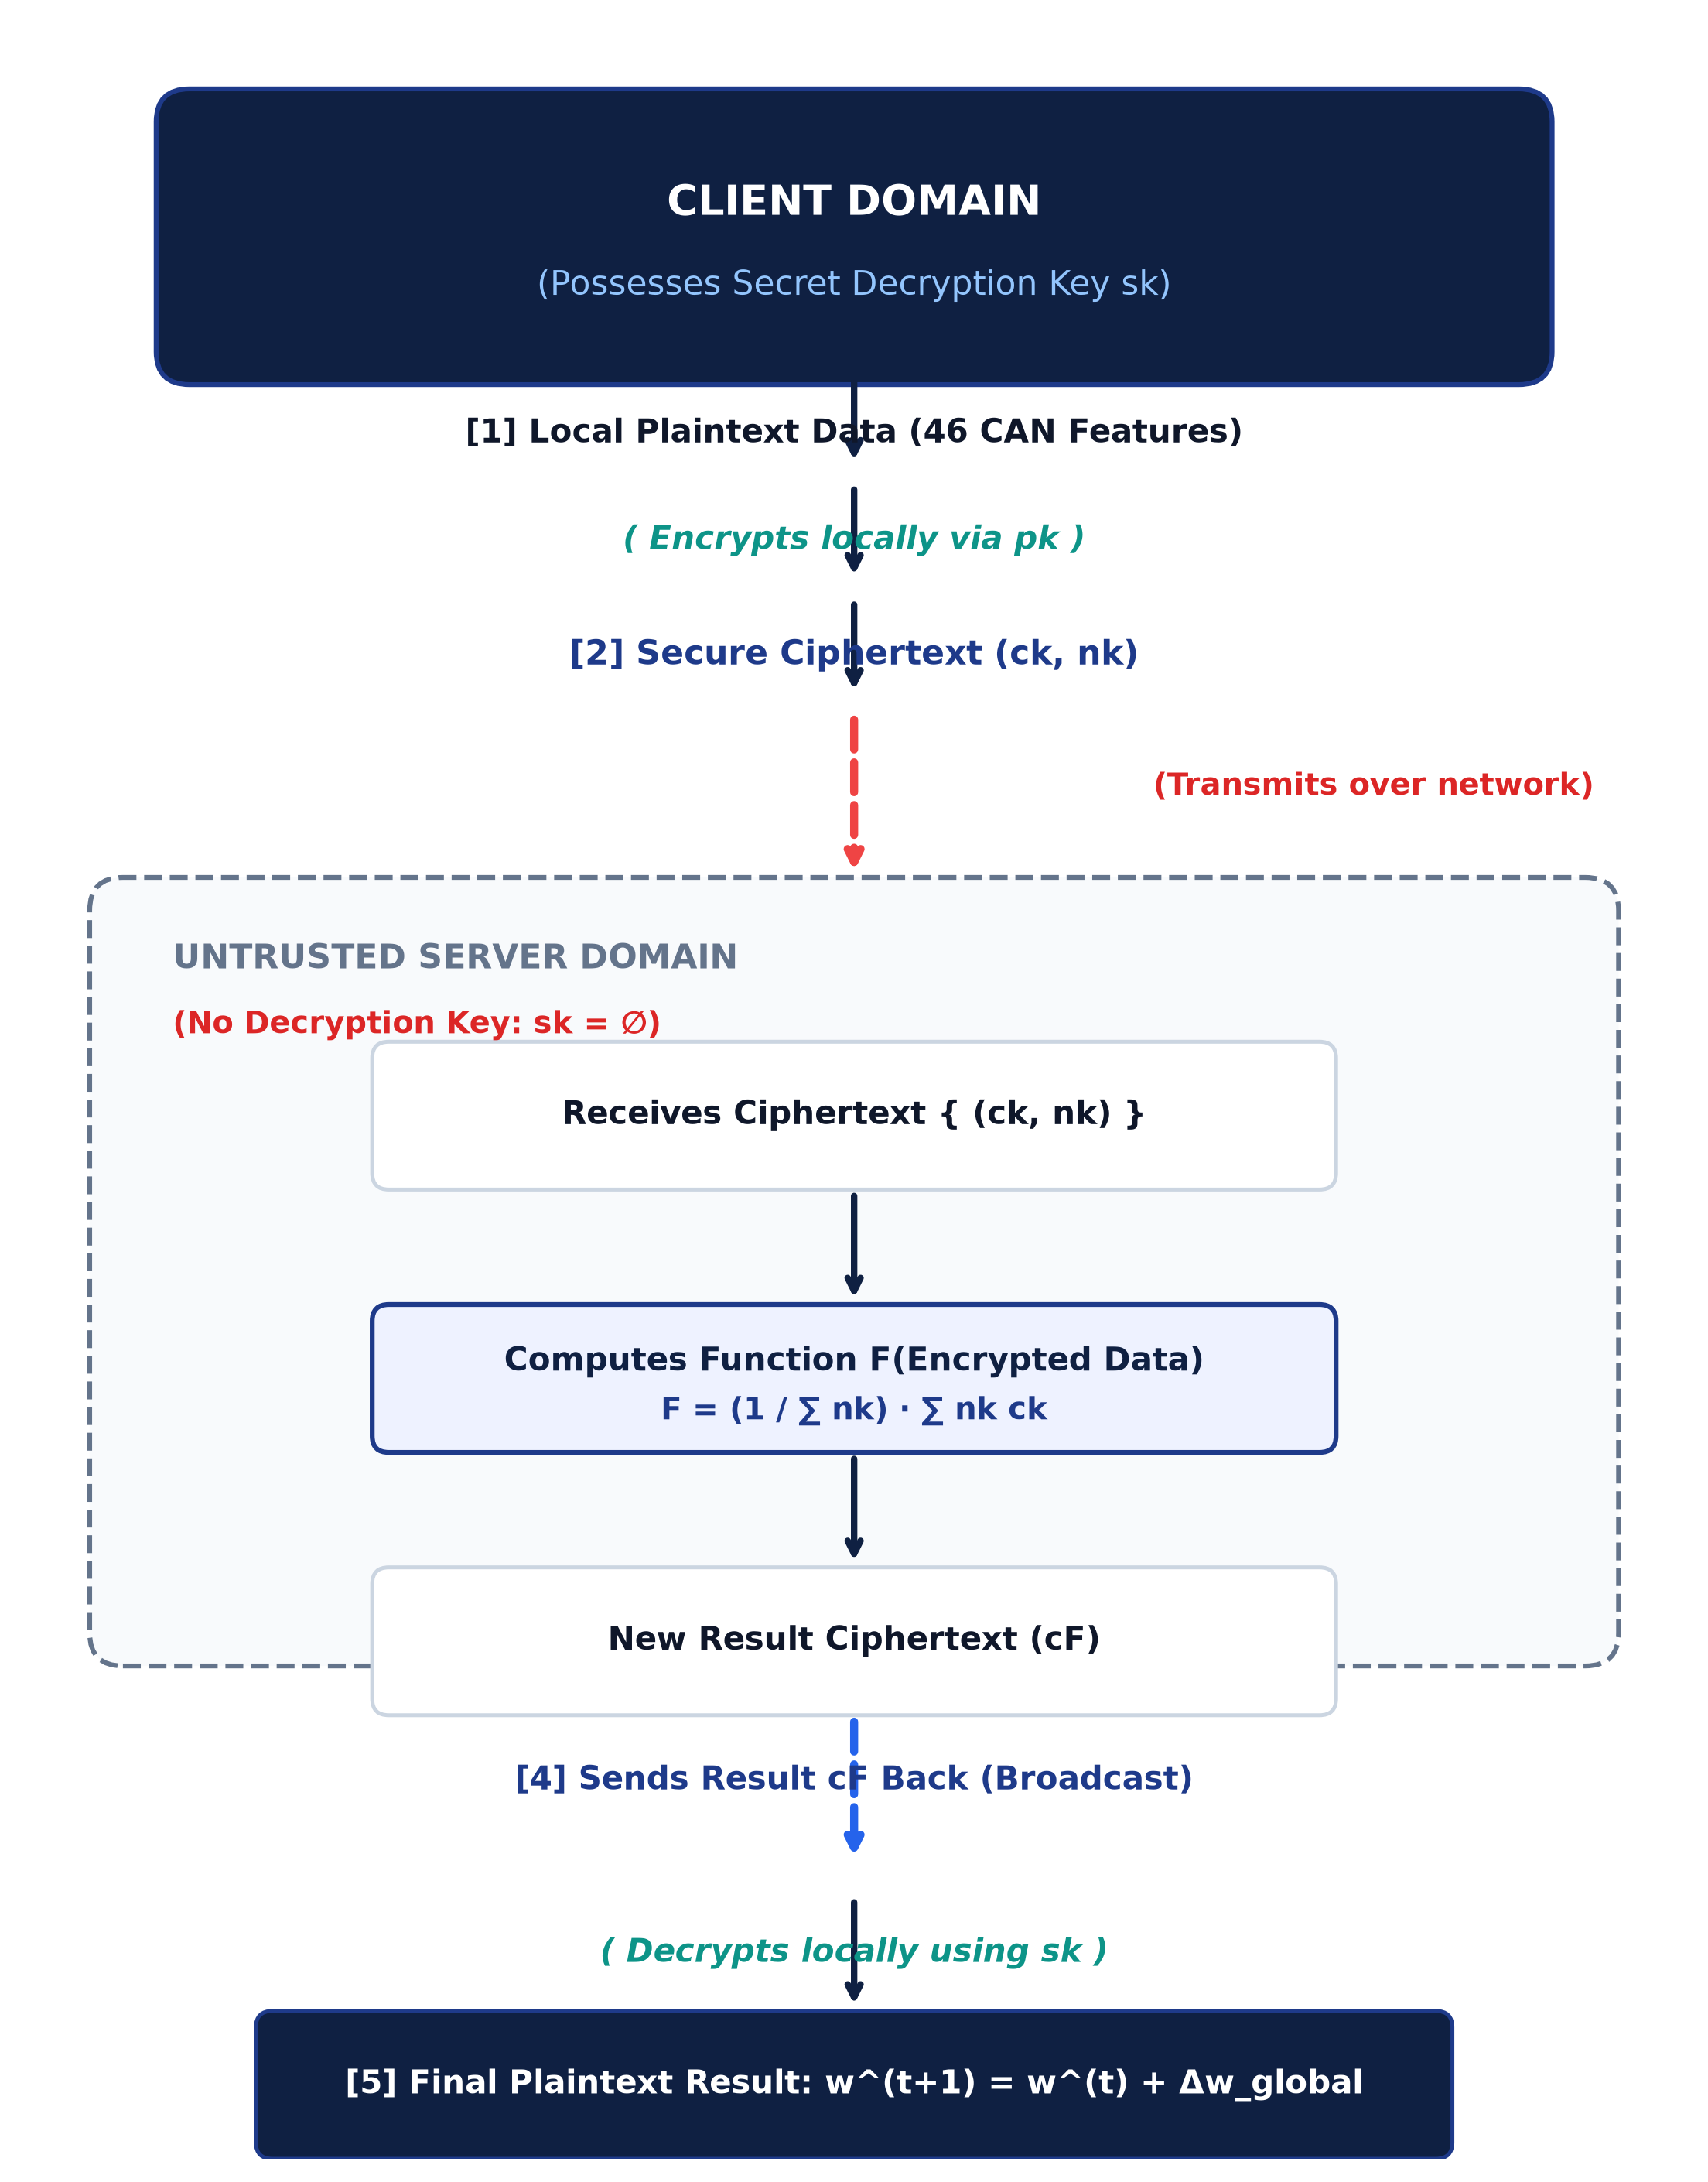 CLIENT DOMAIN
(Possesses Secret Decryption Key sk)
[1] Local Plaintext Data (46 CAN Features)
( Encrypts locally via pk )
[2] Secure Ciphertext (ck, nk)
(Transmits over network)
UNTRUSTED SERVER DOMAIN
(No Decryption Key: sk = ∅)
Receives Ciphertext { (ck, nk) }
Computes Function F(Encrypted Data)
F = (1 / ∑ nk) · ∑ nk ck
New Result Ciphertext (cF)
[4] Sends Result cF Back (Broadcast)
( Decrypts locally using sk )
[5] Final Plaintext Result: w^(t+1) = w^(t) + Δw_global